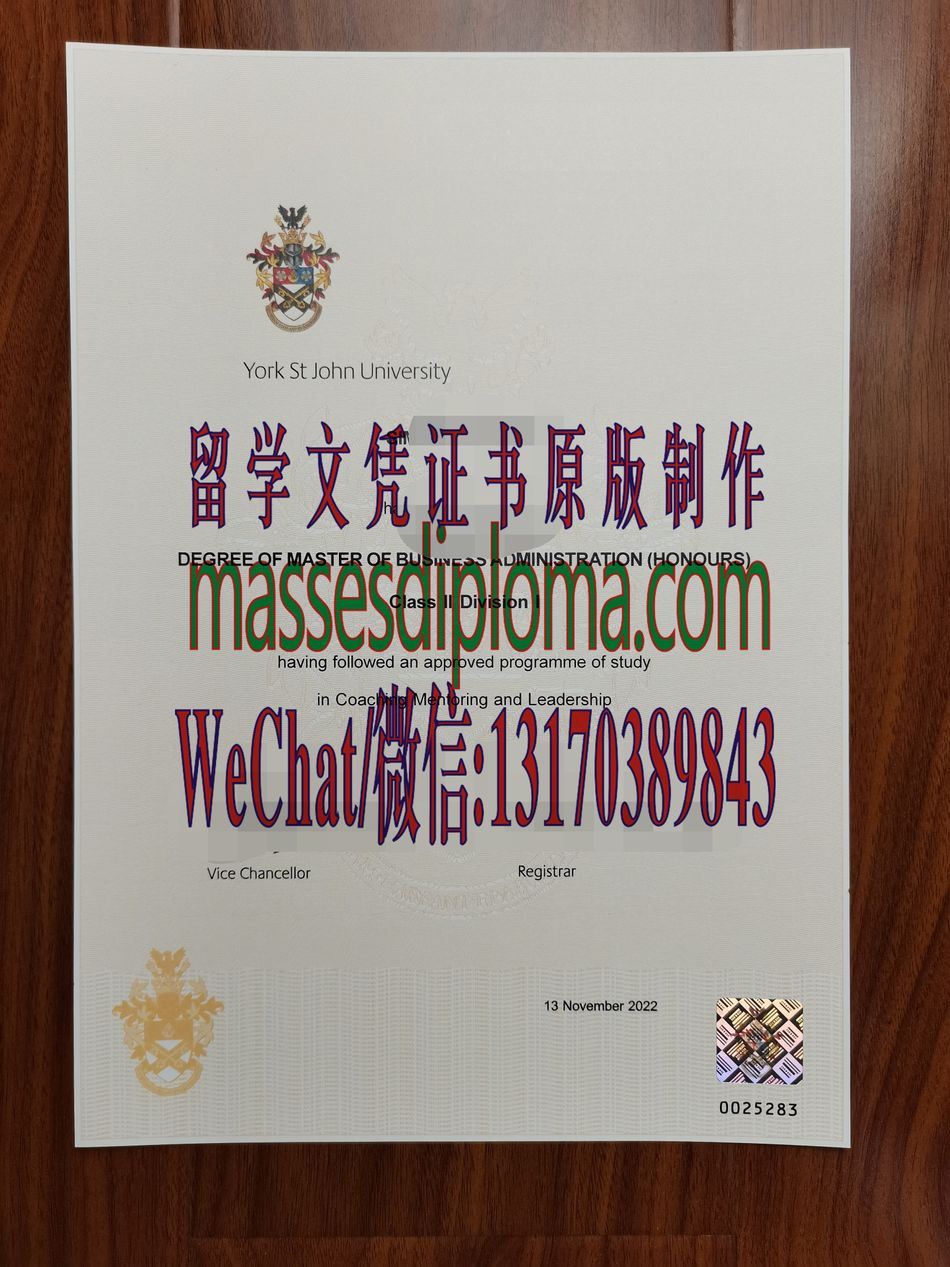 York St John University
留学文凭证书原版制作
DEGREE OF MASTER OF BUSINESS ADMINISTRATION (HONOURS)
massesdiploma.com
Class II Division I
having followed an approved programme of study
in Coaching Mentoring and Leadership
WeChat/微信:13170389843
Vice Chancellor
Registrar
13 November 2022
0025283